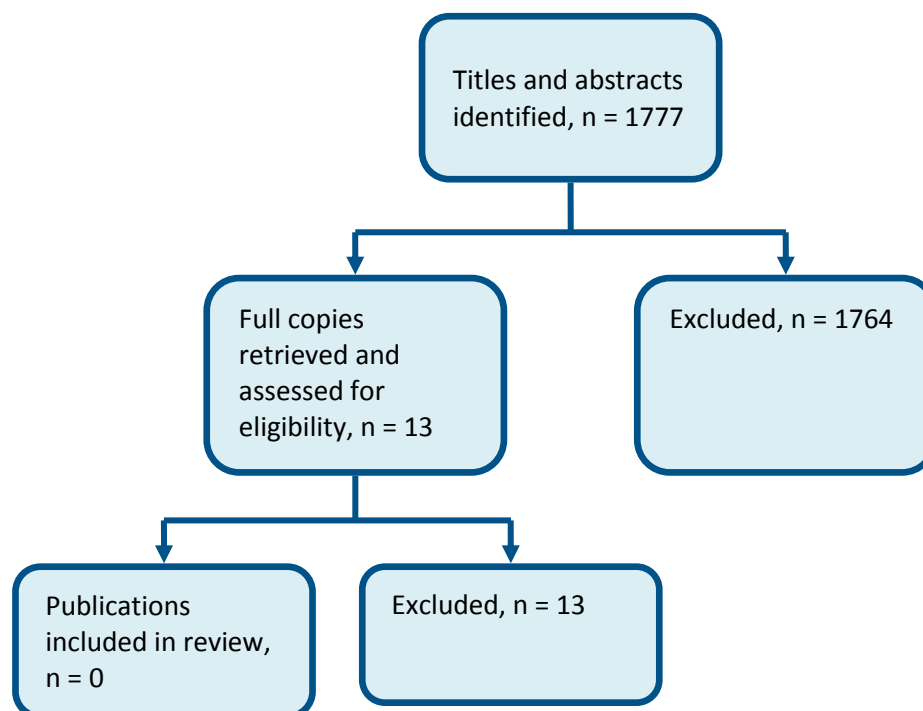 Titles and abstracts
identified, n = 1777
Full copies
retrieved and
assessed for
eligibility, n = 13
Excluded, n = 1764
Publications
included in review,
n = 0
Excluded, n = 13